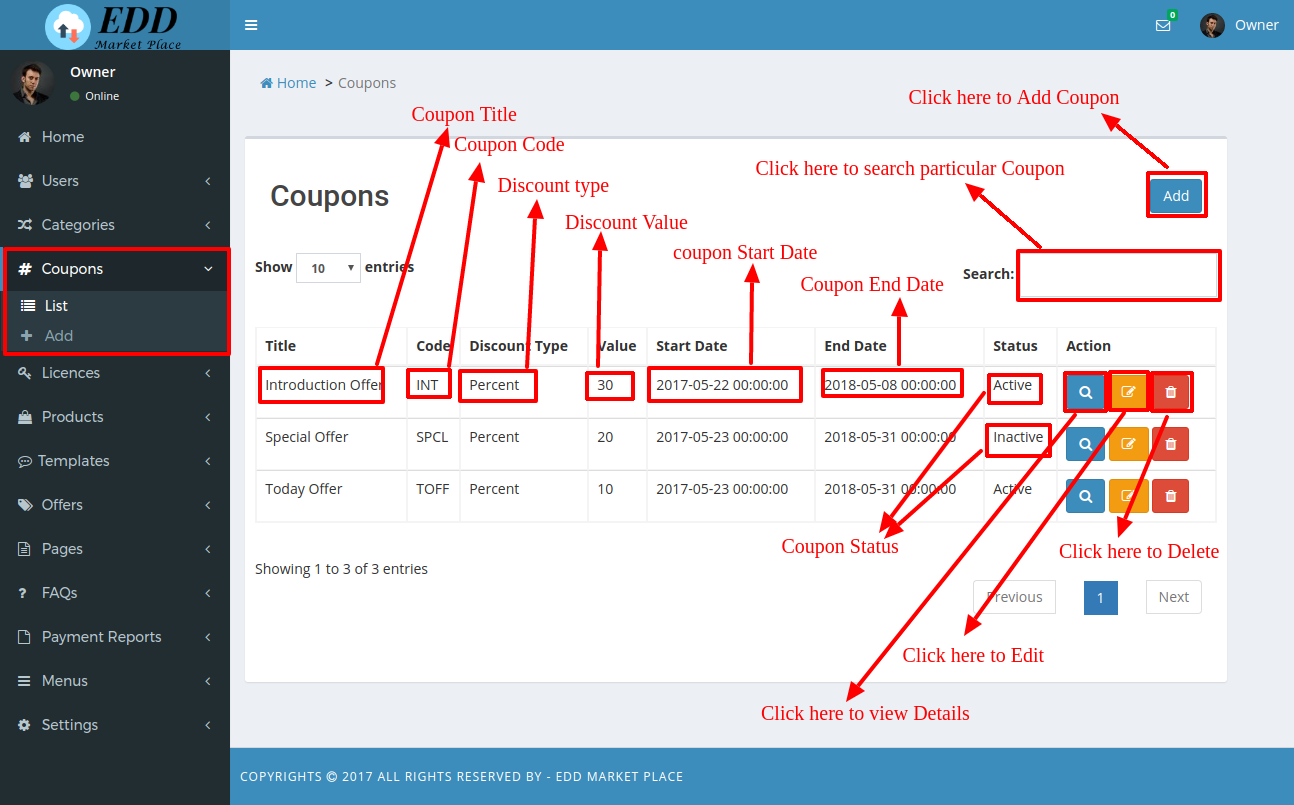 EDD
Market Place
0
Owner
Owner
Online
Home
Users
Categories
# Coupons
List
Add
Licences
Products
Templates
Offers
Pages
? FAQs
Payment Reports
Menus
Settings
Home > Coupons
Coupon Title
Coupon Code
Discount type
Discount Value
coupon Start Date
Coupon End Date
Click here to Add Coupon
Click here to search particular Coupon
Coupons
Add
Show 10 entries
Search:
Title Code Discount Type Value Start Date End Date Status Action
Introduction Offer INT Percent 30 2017-05-22 00:00:00 2018-05-08 00:00:00 Active
Special Offer SPCL Percent 20 2017-05-23 00:00:00 2018-05-31 00:00:00 Inactive
Today Offer TOFF Percent 10 2017-05-23 00:00:00 2018-05-31 00:00:00 Active
Coupon Status
Click here to Delete
Showing 1 to 3 of 3 entries
Previous 1 Next
Click here to Edit
Click here to view Details
COPYRIGHTS © 2017 ALL RIGHTS RESERVED BY - EDD MARKET PLACE